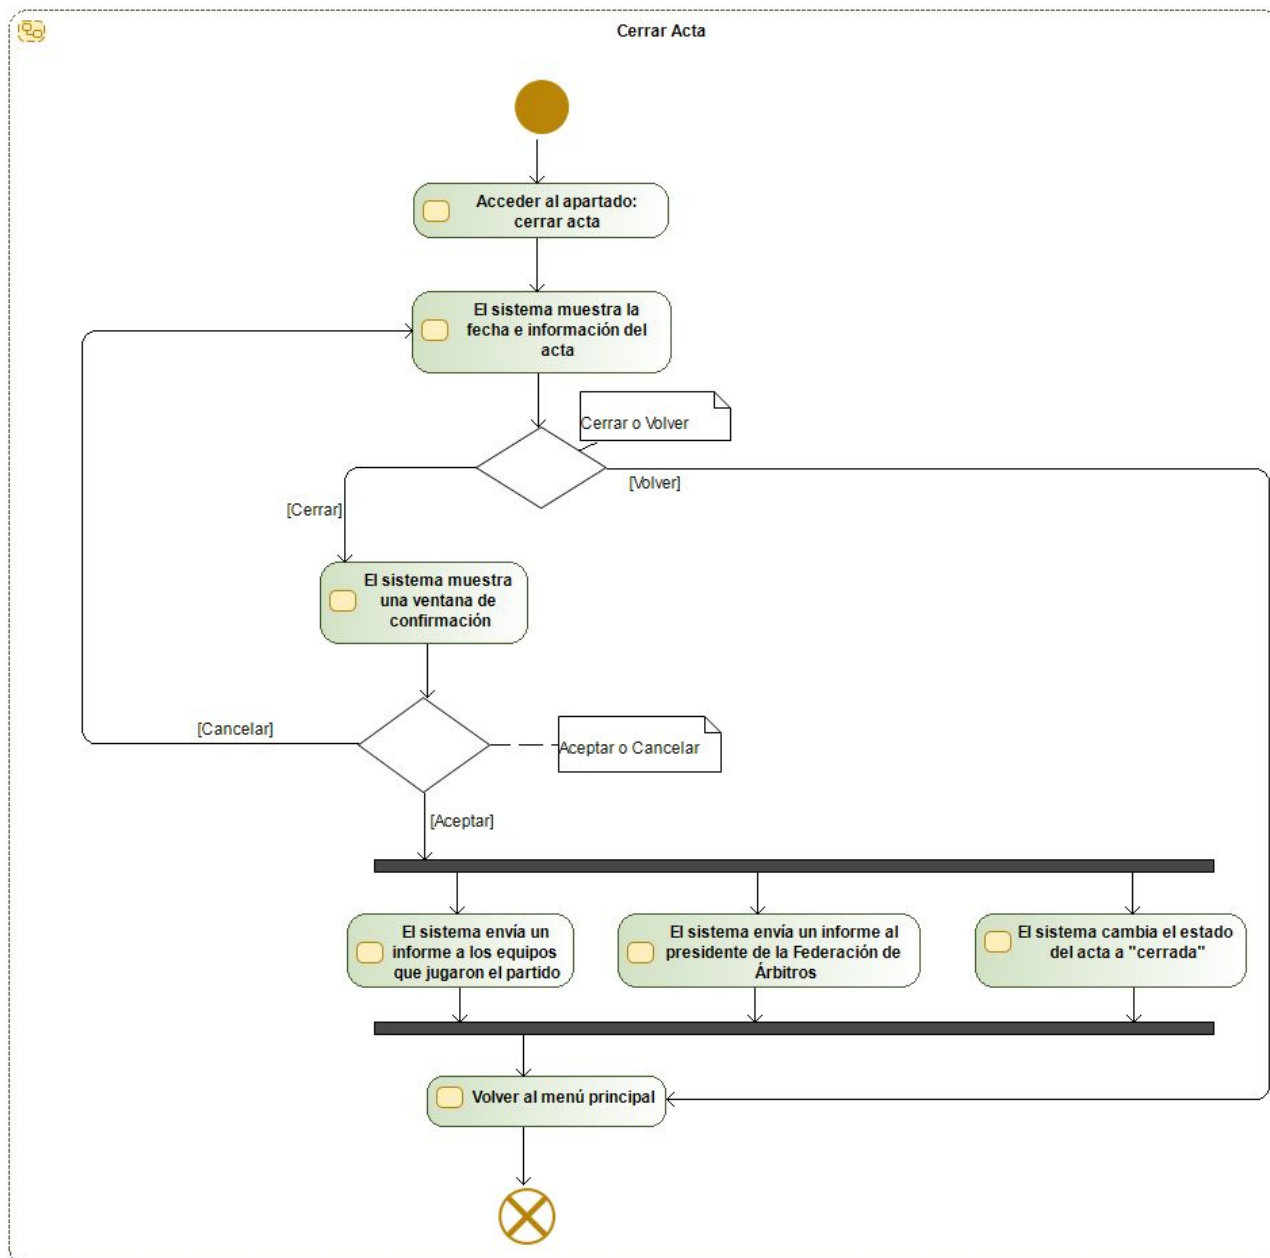 Cerrar Acta
Acceder al apartado:
cerrar acta
El sistema muestra la
fecha e información del
acta
Cerrar o Volver
[Volver]
[Cerrar]
El sistema muestra
una ventana de
confirmación
[Cancelar]
Aceptar o Cancelar
[Aceptar]
El sistema envía un
informe a los equipos
que jugaron el partido
El sistema envía un informe al
presidente de la Federación de
Árbitros
El sistema cambia el estado
del acta a "cerrada"
Volver al menú principal